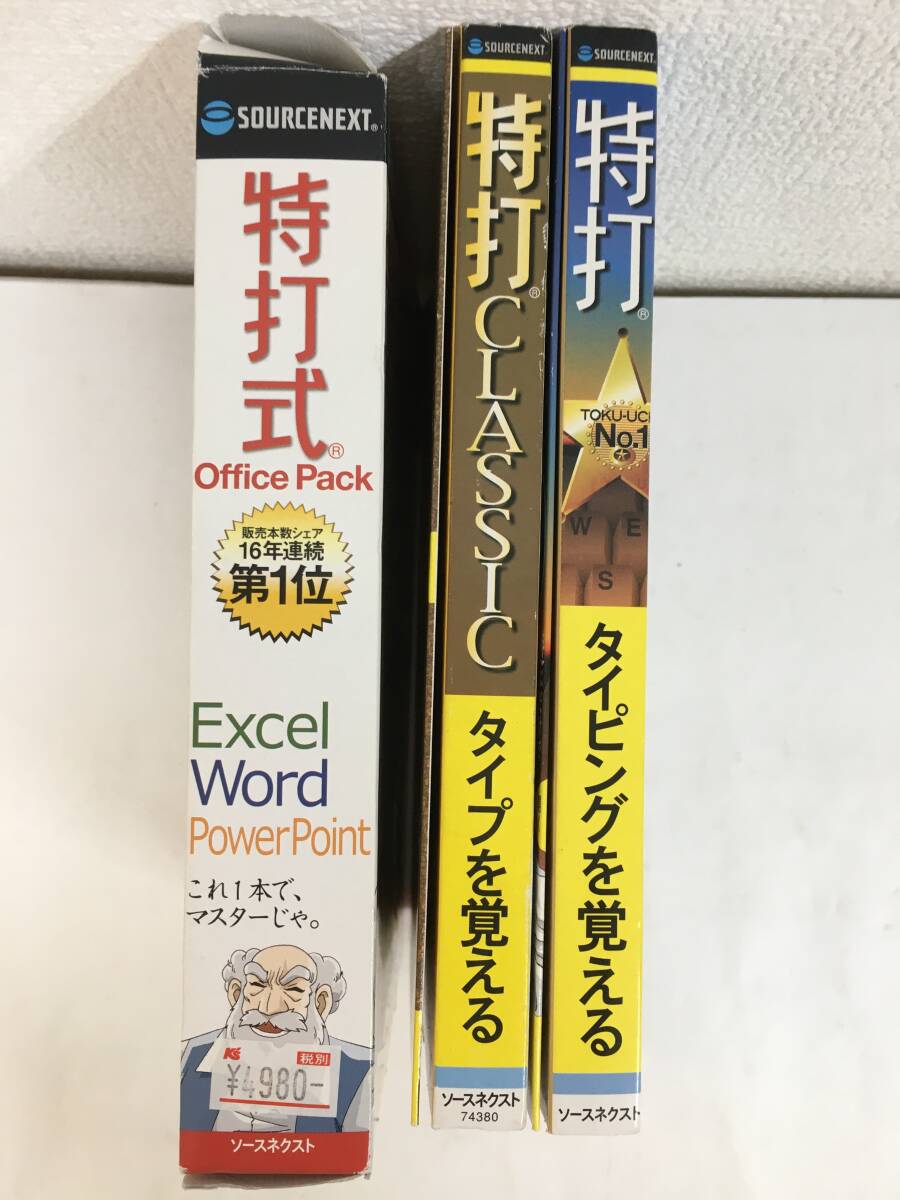 SOURCENEXT®
特打式®
Office Pack
販売本数シェア
16年連続
第1位
Excel
Word
PowerPoint
これ1本で、
マスターじゃ。
K's
税別
¥4980-
ソースネクスト
SOURCENEXT
特打®
CLASSIC
タイプを覚える
ソースネクスト
74380
SOURCENEXT
特打®
TOKU-UC
No.1
W E
S
タイピングを覚える
ソースネクスト